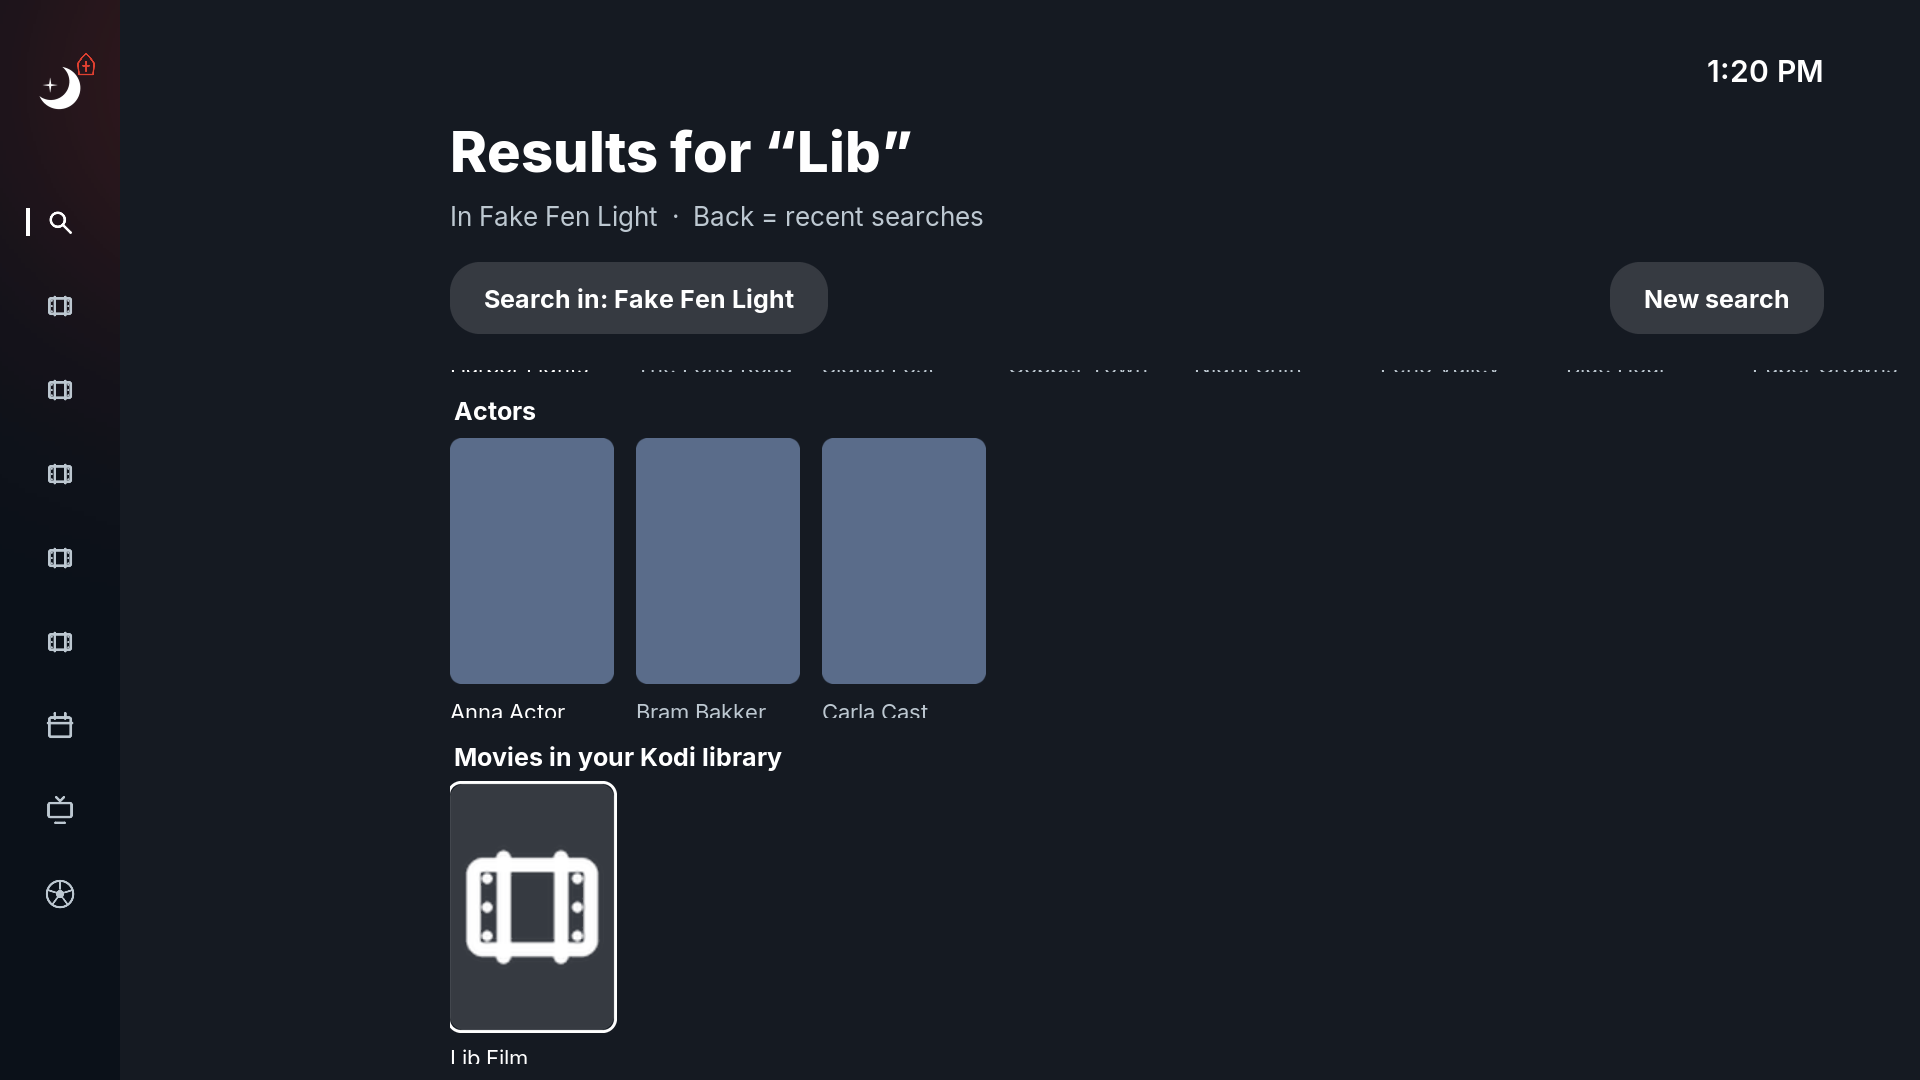 1:20 PM
Results for “Lib”
In Fake Fen Light · Back = recent searches
Search in: Fake Fen Light
New search
Actors
Anna Actor
Bram Bakker
Carla Cast
Movies in your Kodi library
Lib Film